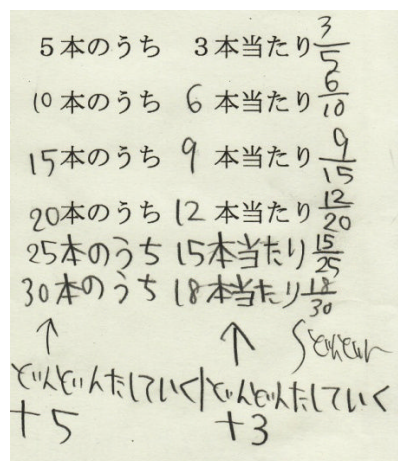 5本のうち 3本当たり 3/5
10本のうち 6本当たり 6/10
15本のうち 9本当たり 9/15
20本のうち 12本当たり 12/20
25本のうち 15本当たり 15/25
30本のうち 18本当たり 18/30
どんどんたしていく|どんどんたしていく
+5 +3